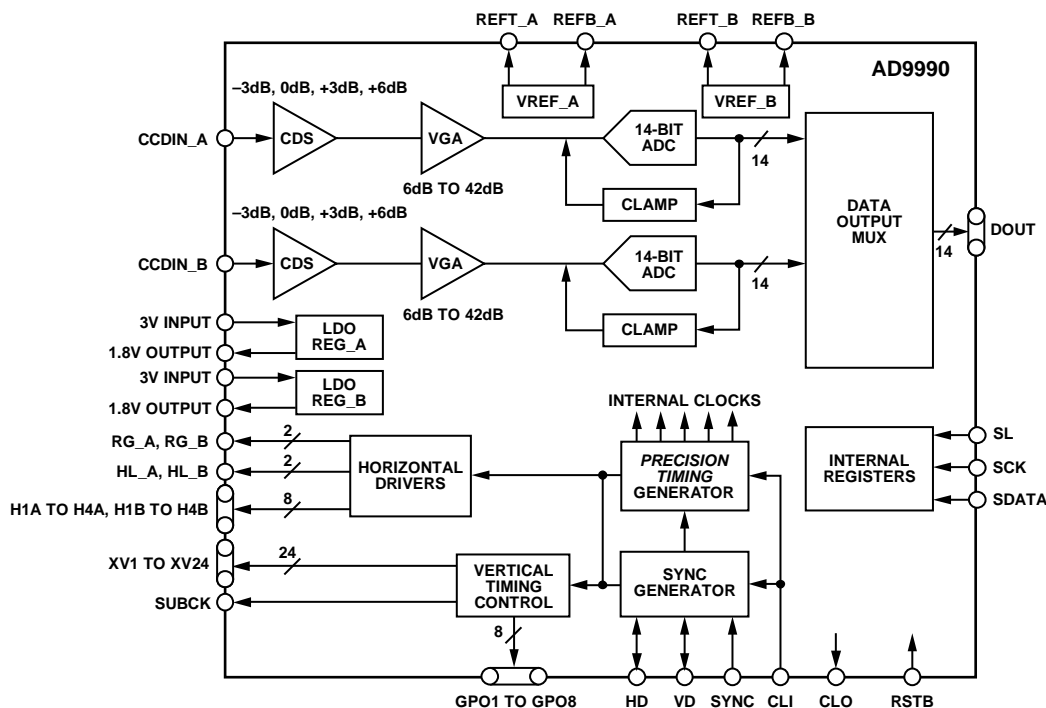 REFT_A REFB_A REFT_B REFB_B
AD9990
–3dB, 0dB, +3dB, +6dB
VREF_A VREF_B
CCDIN_A
CDS
VGA
14-BIT
ADC
14
6dB TO 42dB
CLAMP
DATA
OUTPUT
MUX
14
DOUT
–3dB, 0dB, +3dB, +6dB
CCDIN_B
CDS
VGA
14-BIT
ADC
14
6dB TO 42dB
CLAMP
3V INPUT
1.8V OUTPUT
LDO
REG_A
3V INPUT
1.8V OUTPUT
LDO
REG_B
INTERNAL CLOCKS
RG_A, RG_B
2
HL_A, HL_B
2
H1A TO H4A, H1B TO H4B
8
HORIZONTAL
DRIVERS
PRECISION
TIMING
GENERATOR
INTERNAL
REGISTERS
SL
SCK
SDATA
XV1 TO XV24
24
SUBCK
VERTICAL
TIMING
CONTROL
SYNC
GENERATOR
8
GPO1 TO GPO8
HD VD SYNC CLI CLO RSTB